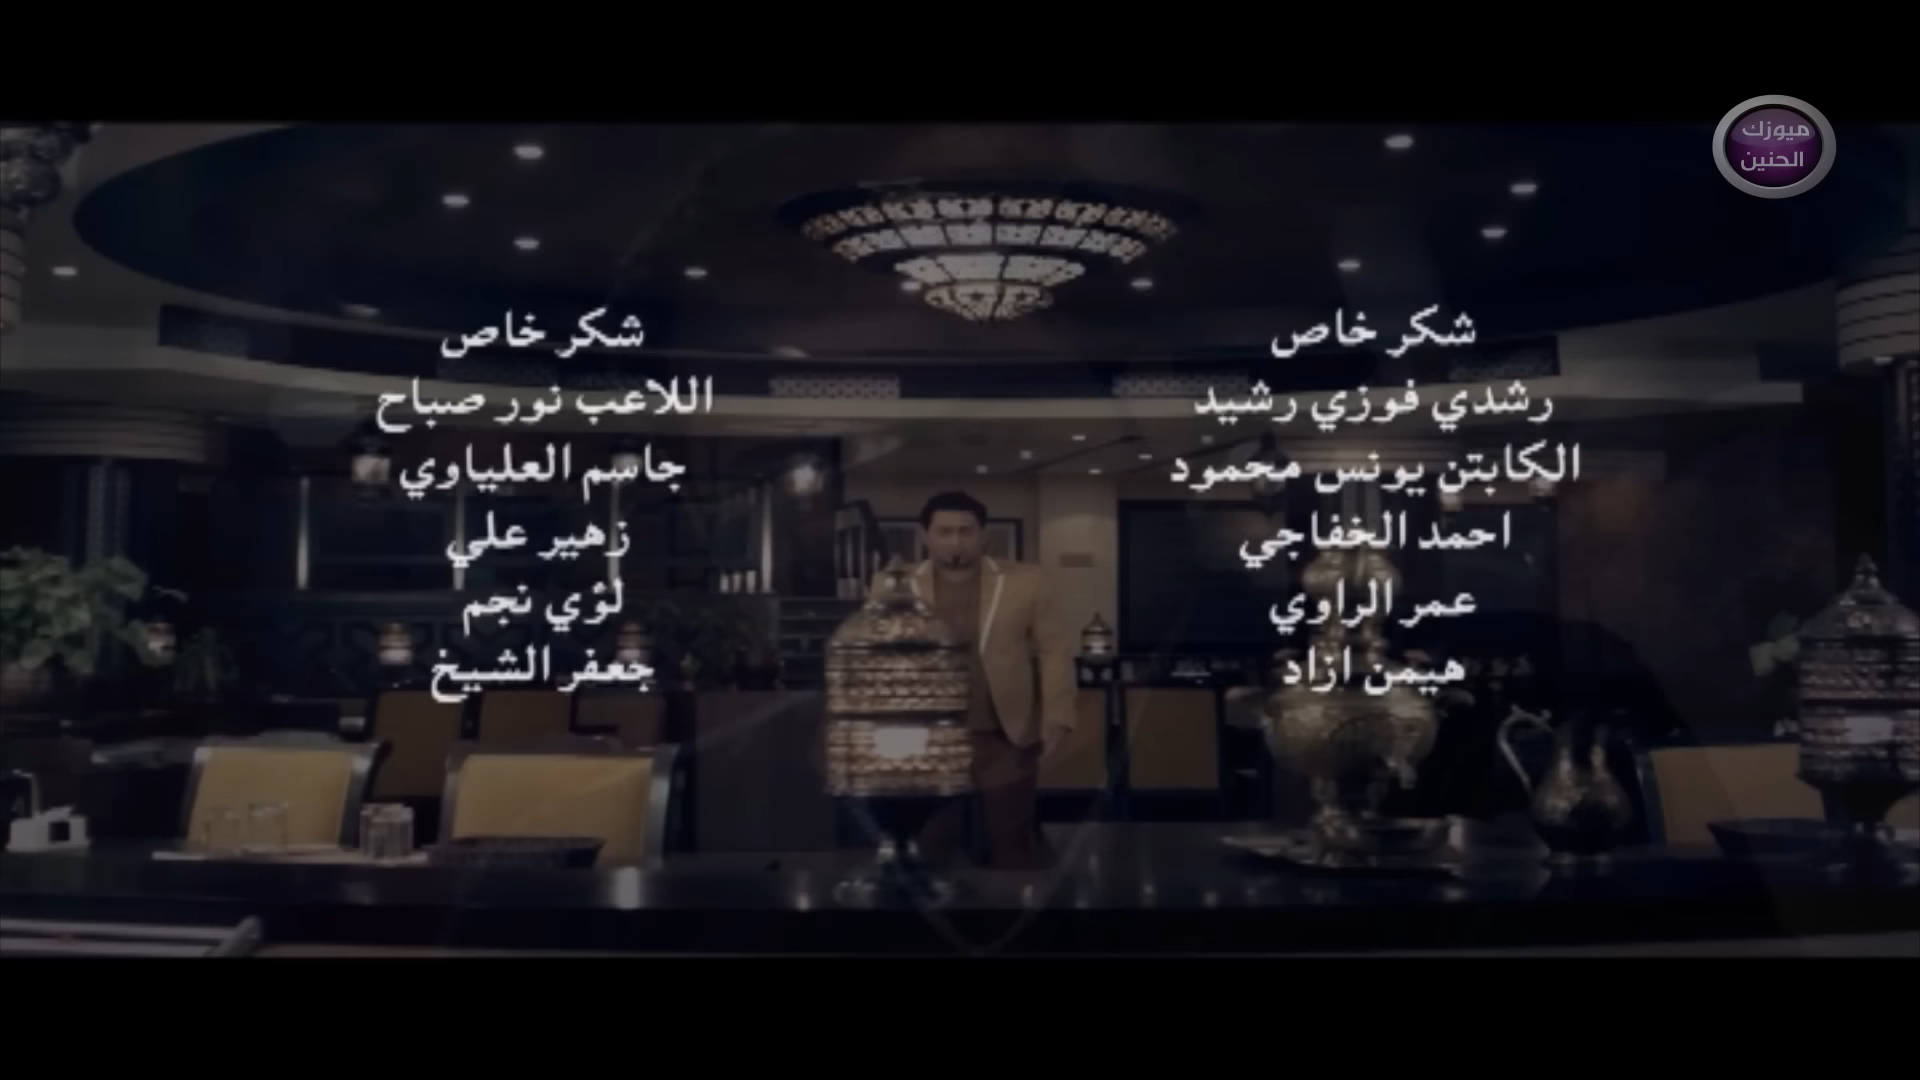 ميوزك
الحنين
شكر خاص
رشدي فوزي رشيد
الكابتن يونس محمود
احمد الخفاجي
عمر الراوي
هيمن ازاد
شكر خاص
اللاعب نور صباح
جاسم العلياوي
زهير علي
لؤي نجم
جعفر الشيخ